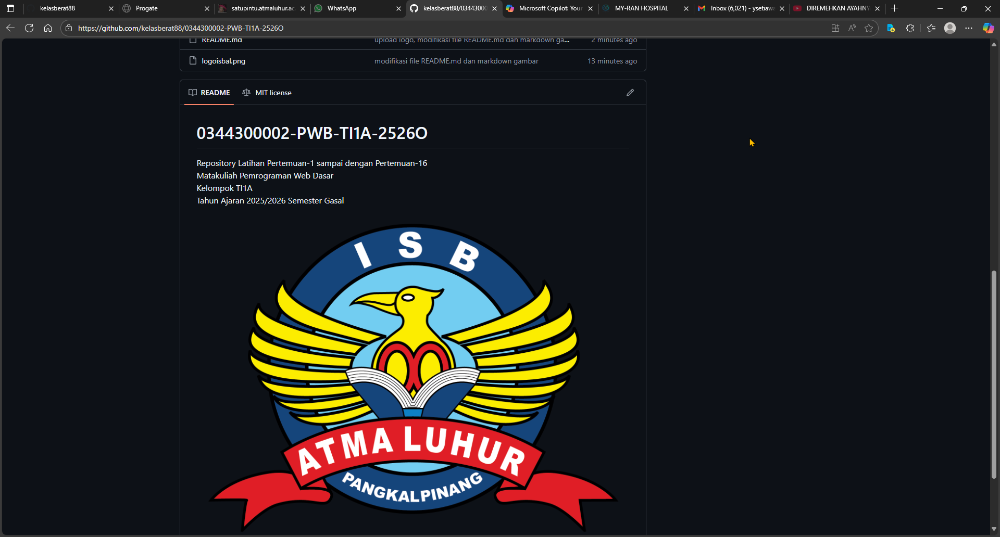 kelasberat88
Progate
satupintu.atmaluhur.ac.
WhatsApp
kelasberat88/03443000
Microsoft Copilot: Your
MY-RAN HOSPITAL
Inbox (6,021) - ysetiaw
DIREMEHKAN AYAHNY
https://github.com/kelasberat88/0344300002-PWB-TI1A-2526O
README.md
upload logo, modifikasi file README.md dan markdown ga...
2 minutes ago
logoisbal.png
modifikasi file README.md dan markdown gambar
13 minutes ago
README
MIT license
0344300002-PWB-TI1A-2526O
Repository Latihan Pertemuan-1 sampai dengan Pertemuan-16
Matakuliah Pemrograman Web Dasar
Kelompok TI1A
Tahun Ajaran 2025/2026 Semester Gasal
I S B
ATMA LUHUR
PANGKALPINANG